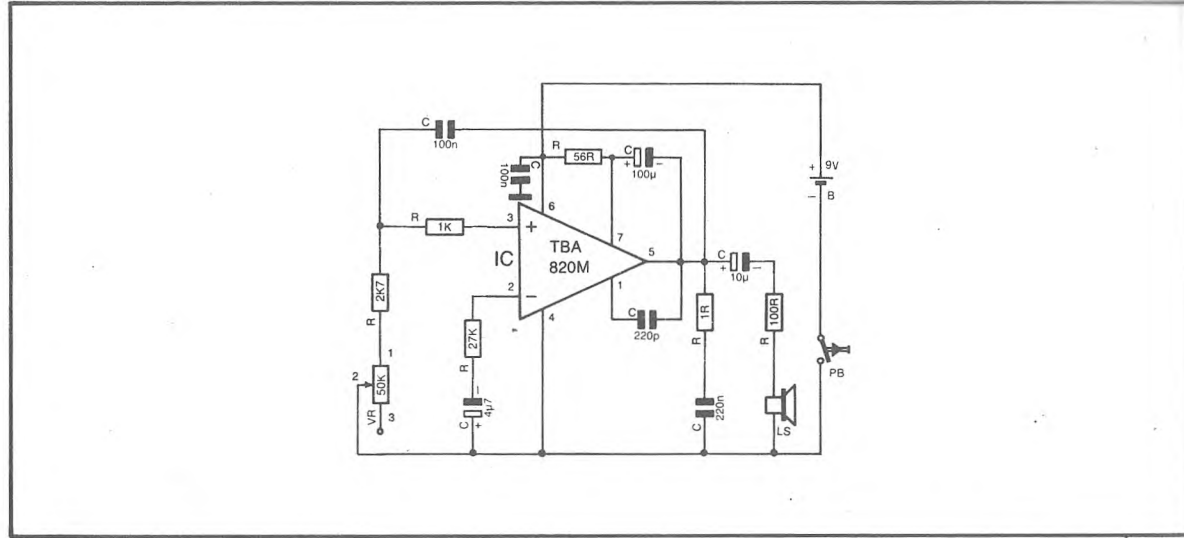 C
100n
R
56R
C
+ 100µ −
C
100n
6
+ 9V
− B
R
1K
3
+
IC
TBA
820M
7
5
2
−
4
1
C
+ 10µ −
C
220p
2K7
R
27K
R
1R
R
100R
R
PB
1
2
50K
VR
3
−
4µ7
C
+
220n
C
LS